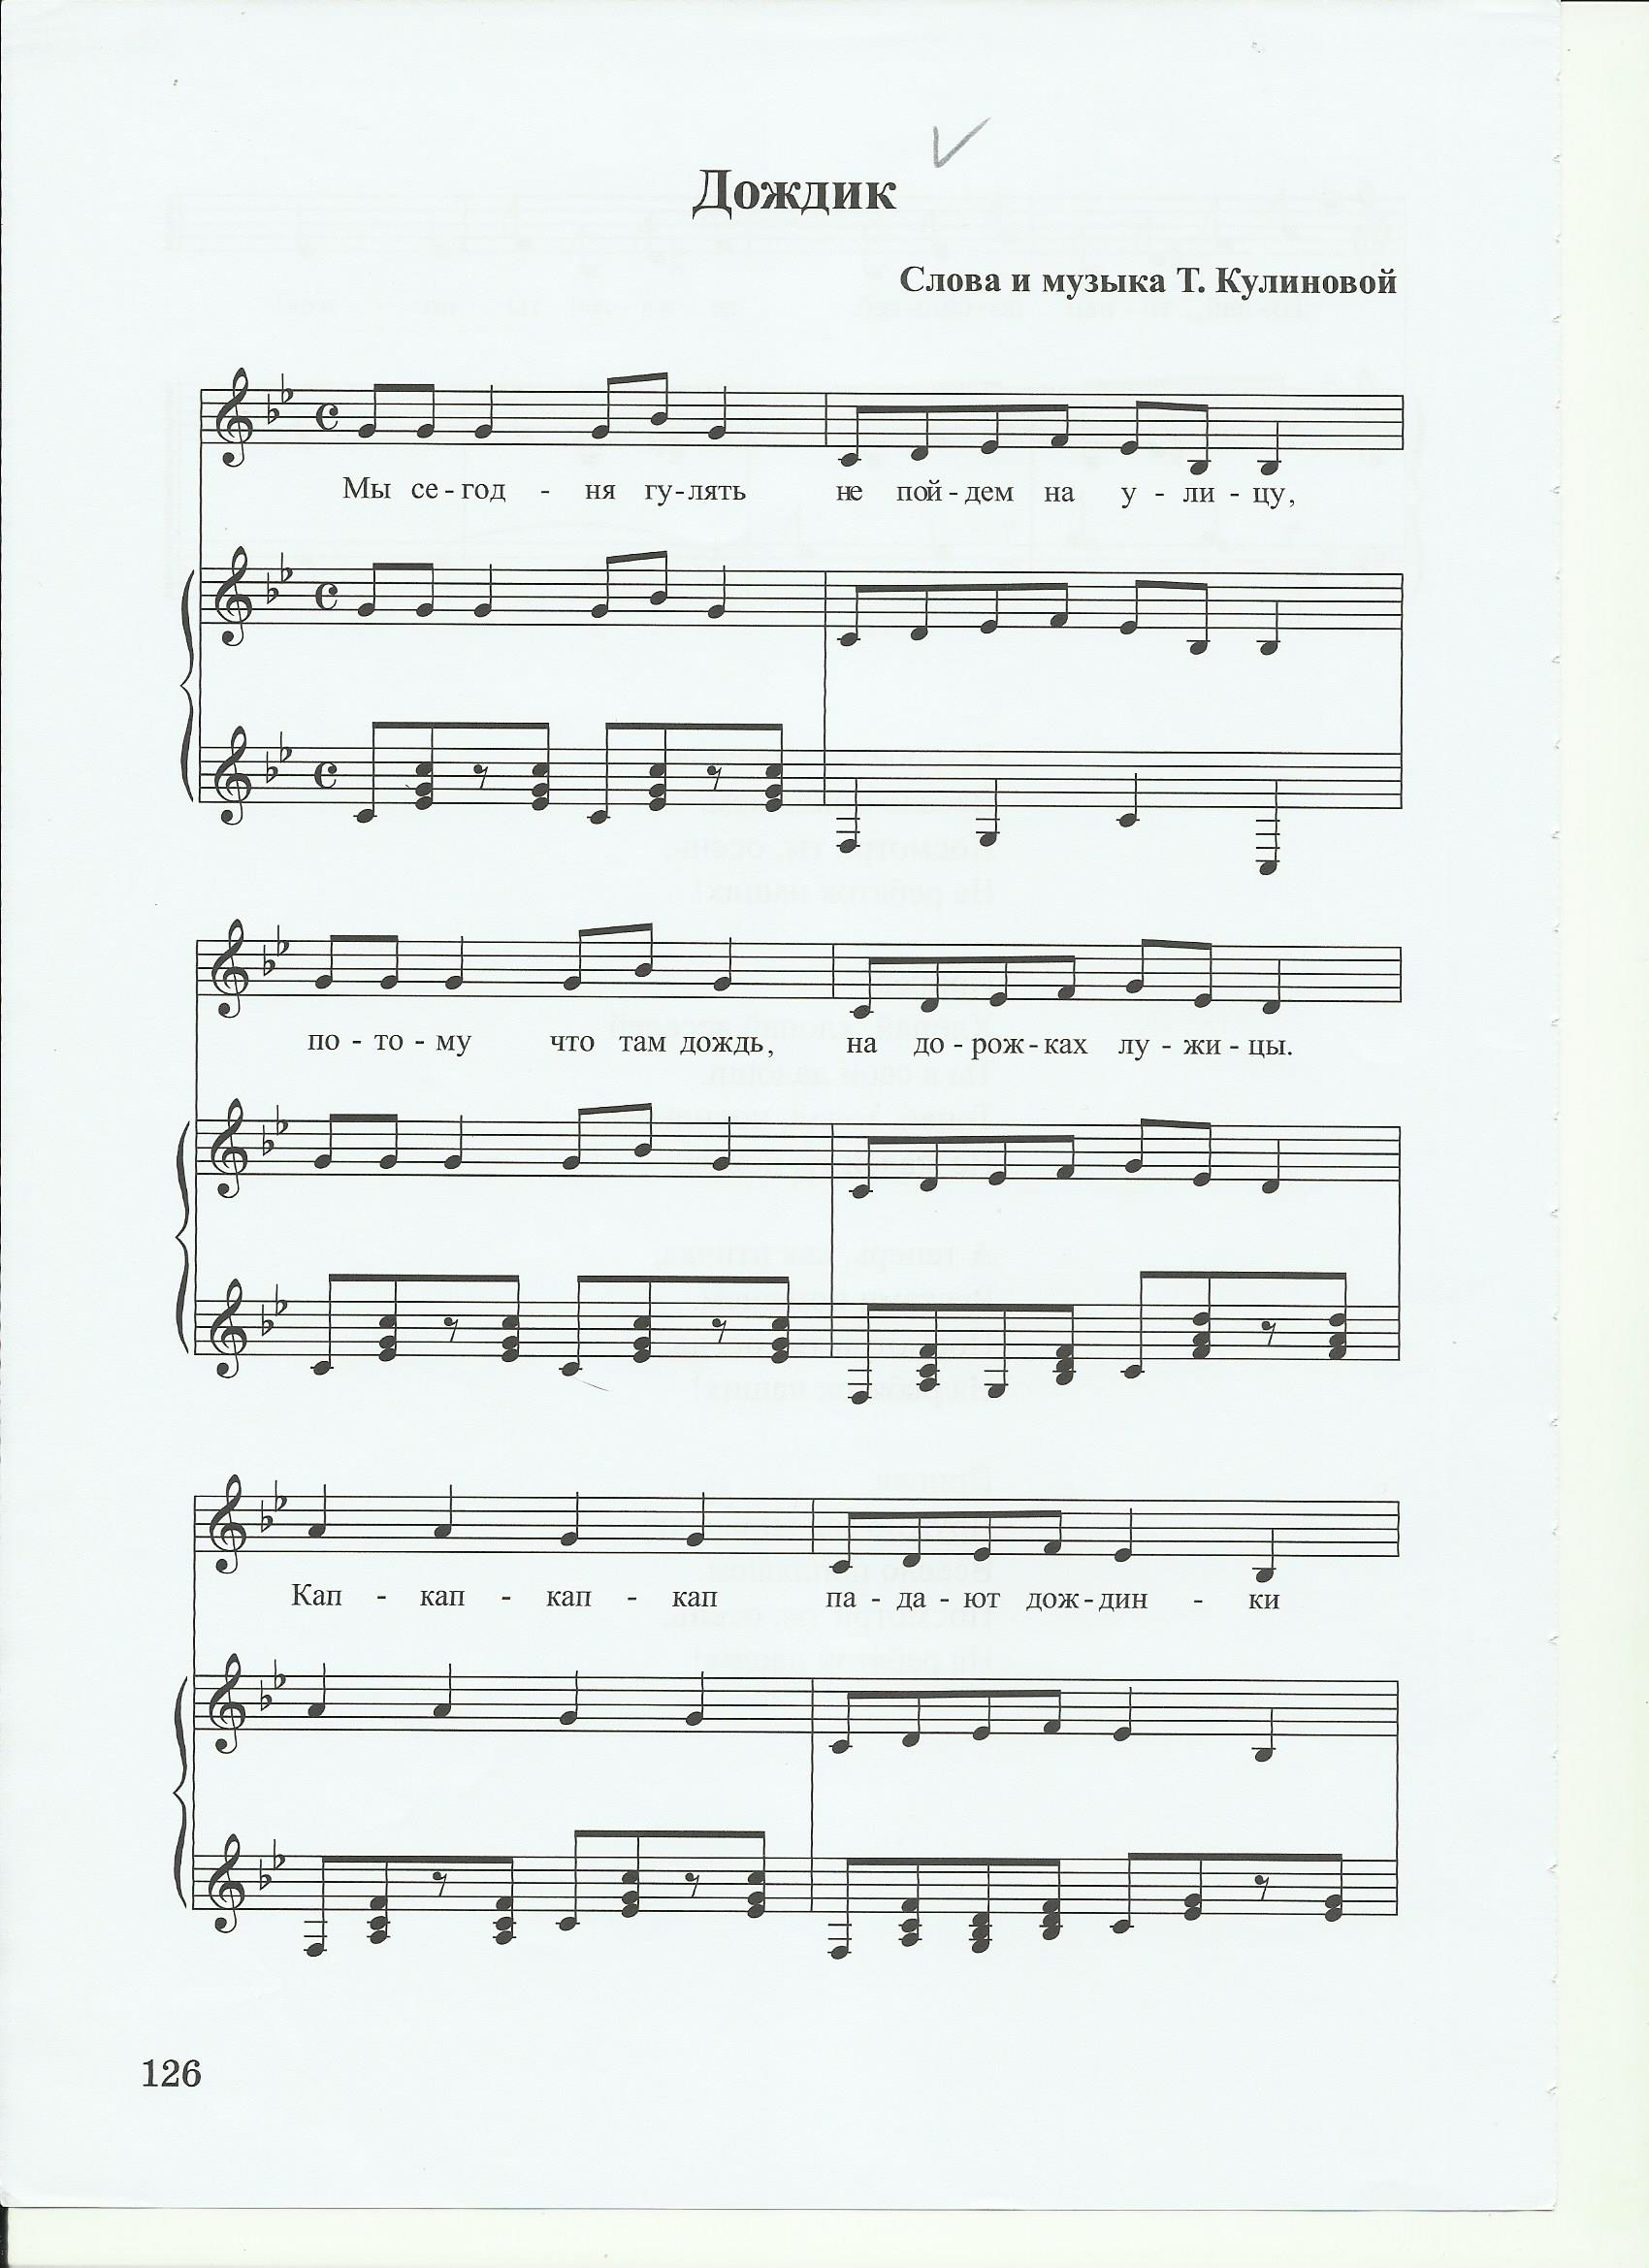 Дождик
Слова и музыка Т. Кулиновой
Мы се - год - ня гу - лять не пой - дем на у - ли - цу,
по - то - му что там дождь, на до - рож - ках лу - жи - цы.
Кап - кап - кап - кап па - да - ют дож - дин - ки
126